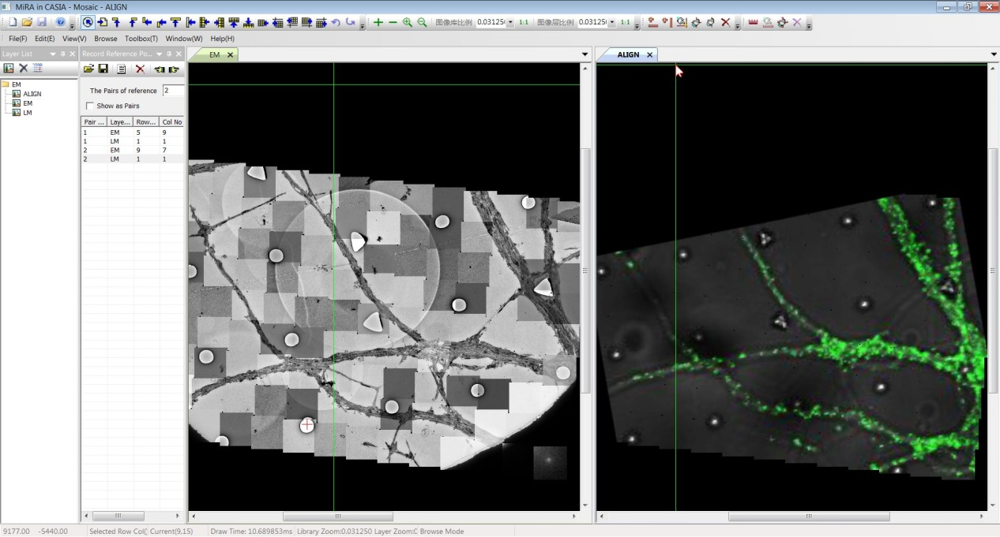 MiRA in CASIA - Mosaic - ALIGN
图像库比例 0.03125( 1:1 图像层比例 0.03125( 1:1
File(F) Edit(E) View(V) Browse Toolbox(T) Window(W) Help(H)
Layer List Record Reference Po... EM ALIGN
EM
ALIGN
EM
LM
The Pairs of reference 2
Show as Pairs
Pair ... Laye... Row... Col No
1 EM 5 9
1 LM 1 1
2 EM 9 7
2 LM 1 1
9177.00 -5440.00 Selected Row Col( Current(9,15) Draw Time: 10.689853ms Library Zoom:0.031250 Layer Zoom:C Browse Mode